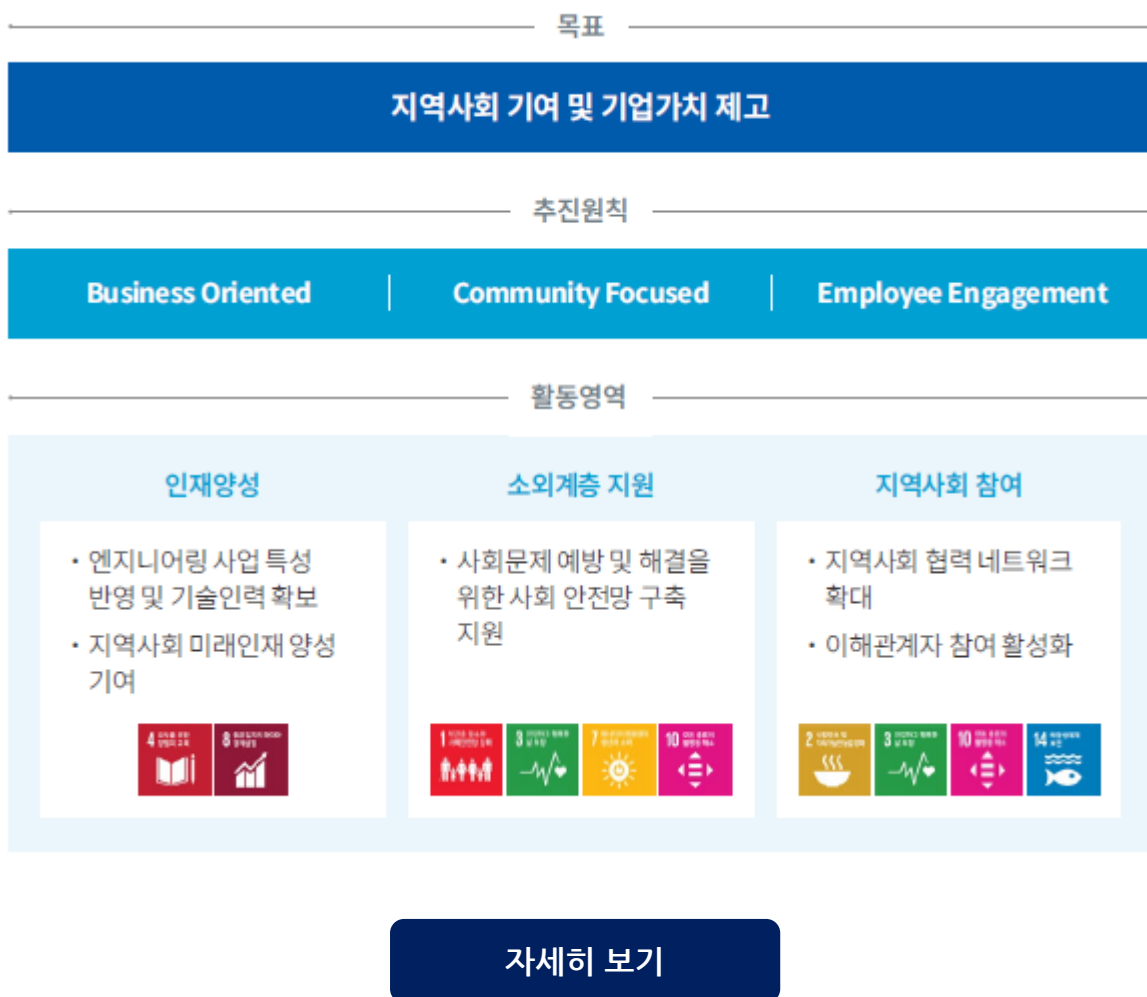 목표
지역사회 기여 및 기업가치 제고
추진원칙
Business Oriented
Community Focused
Employee Engagement
활동영역
인재양성
• 엔지니어링 사업 특성
반영 및 기술인력 확보
• 지역사회 미래인재 양성
기여
4
8
소외계층 지원
• 사회문제 예방 및 해결을
위한 사회 안전망 구축
지원
1
3
7
10
지역사회 참여
• 지역사회 협력 네트워크
확대
• 이해관계자 참여 활성화
2
3
10
14
자세히 보기